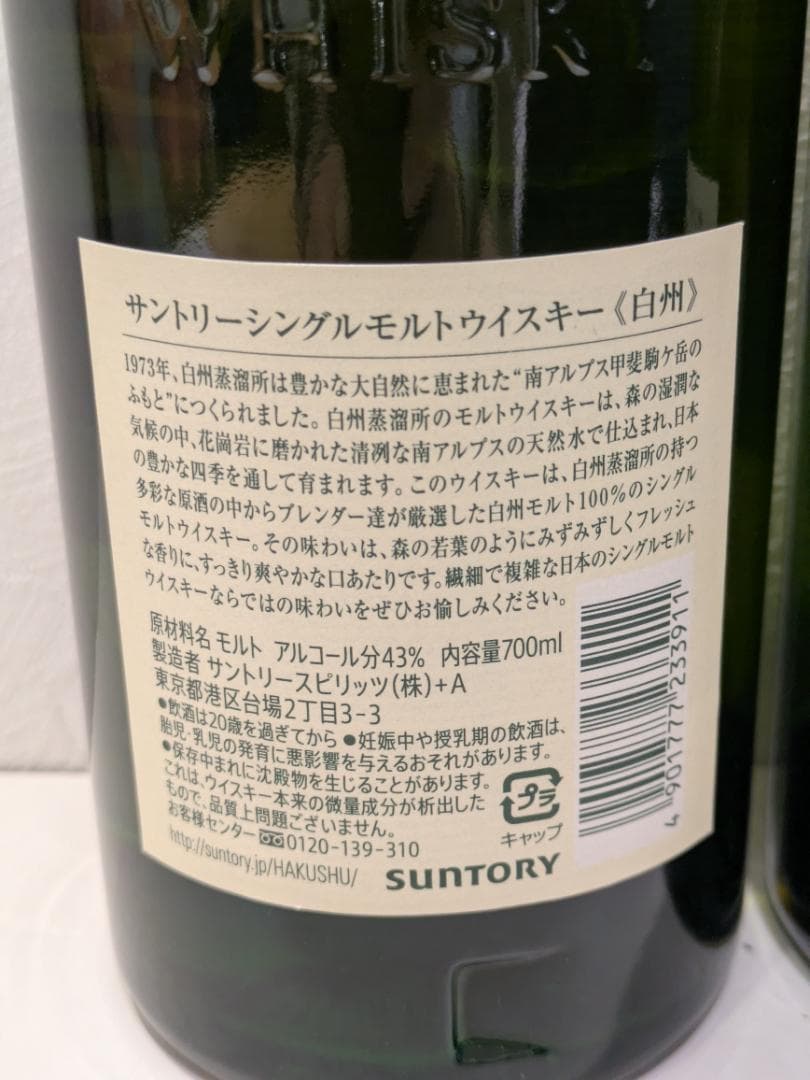 WHISK
サントリーシングルモルトウイスキー《白州》
1973年、白州蒸溜所は豊かな大自然に恵まれた“南アルプス甲斐駒ケ岳の
ふもと”につくられました。白州蒸溜所のモルトウイスキーは、森の湿潤な
気候の中、花崗岩に磨かれた清冽な南アルプスの天然水で仕込まれ、日本
の豊かな四季を通して育まれます。このウイスキーは、白州蒸溜所の持つ
多彩な原酒の中からブレンダー達が厳選した白州モルト100%のシングル
モルトウイスキー。その味わいは、森の若葉のようにみずみずしくフレッシュ
な香りに、すっきり爽やかな口あたりです。繊細で複雑な日本のシングルモルト
ウイスキーならではの味わいをぜひお愉しみください。
原材料名 モルト アルコール分43% 内容量700ml
製造者 サントリースピリッツ(株)+A
東京都港区台場2丁目3-3
●飲酒は20歳を過ぎてから ●妊娠中や授乳期の飲酒は、
胎児・乳児の発育に悪影響を与えるおそれがあります。
●保存中まれに沈殿物を生じることがあります。
これは、ウイスキー本来の微量成分が析出した
もので、品質上問題ございません。
お客様センター 0120-139-310
http://suntory.jp/HAKUSHU/
SUNTORY
プラ
キャップ
4901777233911